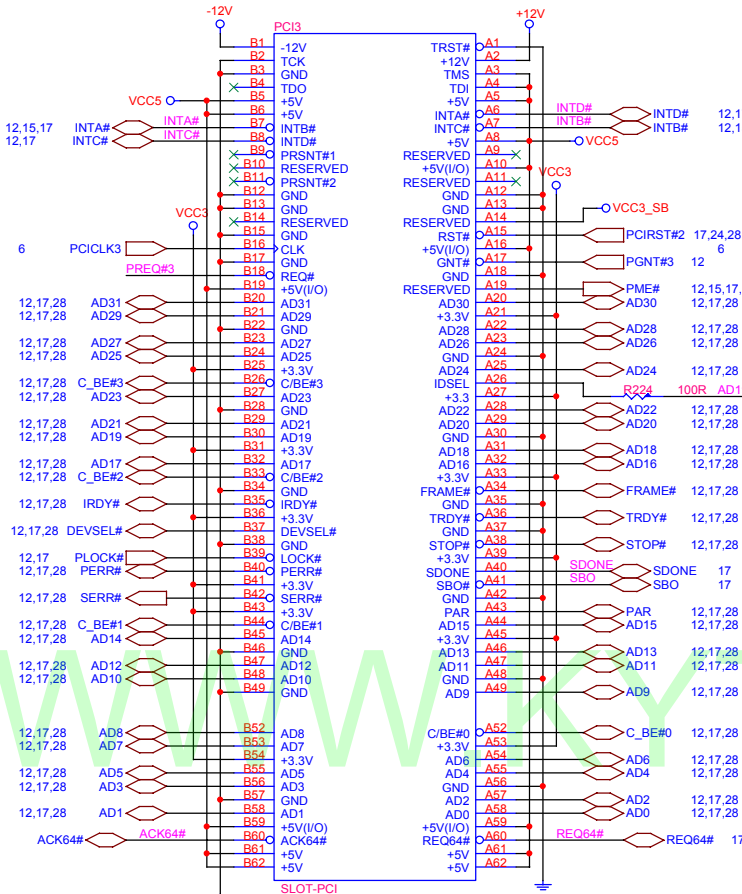 -12V +12V
PCI3
B1 -12V TRST# A1
B2 TCK +12V A2
B3 GND TMS A3
B4 TDO TDI A4
VCC5 B5 +5V +5V A5
B6 +5V INTA# A6 INTD# INTD# 12,1
12,15,17 INTA# INTA# B7 INTB# INTC# A7 INTB# INTB# 12,1
12,17 INTC# INTC# B8 INTD# +5V A8 VCC5
B9 PRSNT#1 RESERVED A9
B10 RESERVED +5V(I/O) A10
B11 PRSNT#2 RESERVED A11 VCC3
B12 GND GND A12
B13 GND GND A13
VCC3 B14 RESERVED RESERVED A14 VCC3_SB
B15 GND RST# A15 PCIRST#2 17,24,28
6 PCICLK3 B16 CLK +5V(I/O) A16 6
B17 GND GNT# A17 PGNT#3 12
PREQ#3 B18 REQ# GND A18
B19 +5V(I/O) RESERVED A19 PME# 12,15,17,
12,17,28 AD31 B20 AD31 AD30 A20 AD30 12,17,28
12,17,28 AD29 B21 AD29 +3.3V A21
B22 GND AD28 A22 AD28 12,17,28
12,17,28 AD27 B23 AD27 AD26 A23 AD26 12,17,28
12,17,28 AD25 B24 AD25 GND A24
B25 +3.3V AD24 A25 AD24 12,17,28
12,17,28 C_BE#3 B26 C/BE#3 IDSEL A26 R224 100R AD1
12,17,28 AD23 B27 AD23 +3.3 A27
B28 GND AD22 A28 AD22 12,17,28
12,17,28 AD21 B29 AD21 AD20 A29 AD20 12,17,28
12,17,28 AD19 B30 AD19 GND A30
B31 +3.3V AD18 A31 AD18 12,17,28
12,17,28 AD17 B32 AD17 AD16 A32 AD16 12,17,28
12,17,28 C_BE#2 B33 C/BE#2 +3.3V A33
B34 GND FRAME# A34 FRAME# 12,17,28
12,17,28 IRDY# B35 IRDY# GND A35
B36 +3.3V TRDY# A36 TRDY# 12,17,28
12,17,28 DEVSEL# B37 DEVSEL# GND A37
B38 GND STOP# A38 STOP# 12,17,28
12,17 PLOCK# B39 LOCK# +3.3V A39
12,17,28 PERR# B40 PERR# SDONE A40 SDONE SDONE 17
B41 +3.3V SBO# A41 SBO SBO 17
12,17,28 SERR# B42 SERR# GND A42
B43 +3.3V PAR A43 PAR 12,17,28
12,17,28 C_BE#1 B44 C/BE#1 AD15 A44 AD15 12,17,28
12,17,28 AD14 B45 AD14 +3.3V A45
B46 GND AD13 A46 AD13 12,17,28
12,17,28 AD12 B47 AD12 AD11 A47 AD11 12,17,28
12,17,28 AD10 B48 AD10 GND A48
B49 GND AD9 A49 AD9 12,17,28
WWW.KY
12,17,28 AD8 B52 AD8 C/BE#0 A52 C_BE#0 12,17,28
12,17,28 AD7 B53 AD7 +3.3V A53
B54 +3.3V AD6 A54 AD6 12,17,28
12,17,28 AD5 B55 AD5 AD4 A55 AD4 12,17,28
12,17,28 AD3 B56 AD3 GND A56
B57 GND AD2 A57 AD2 12,17,28
12,17,28 AD1 B58 AD1 AD0 A58 AD0 12,17,28
B59 +5V(I/O) +5V(I/O) A59
ACK64# ACK64# B60 ACK64# REQ64# A60 REQ64# REQ64# 17
B61 +5V +5V A61
B62 +5V +5V A62
SLOT-PCI